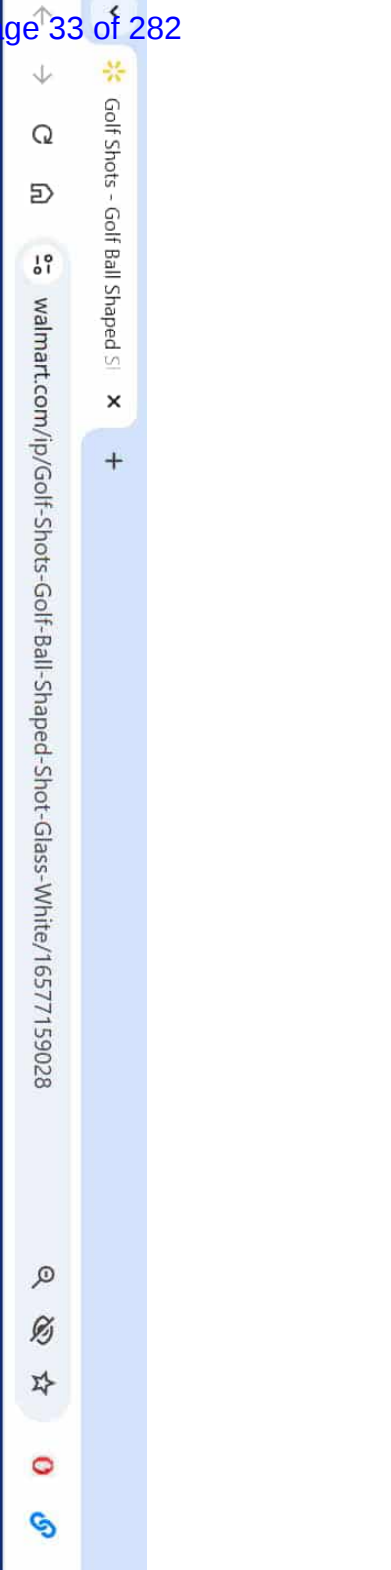 ge 33 of 282
Golf Shots - Golf Ball Shaped
walmart.com/ip/Golf-Shots-Golf-Ball-Shaped-Shot-Glass-White/16577159028